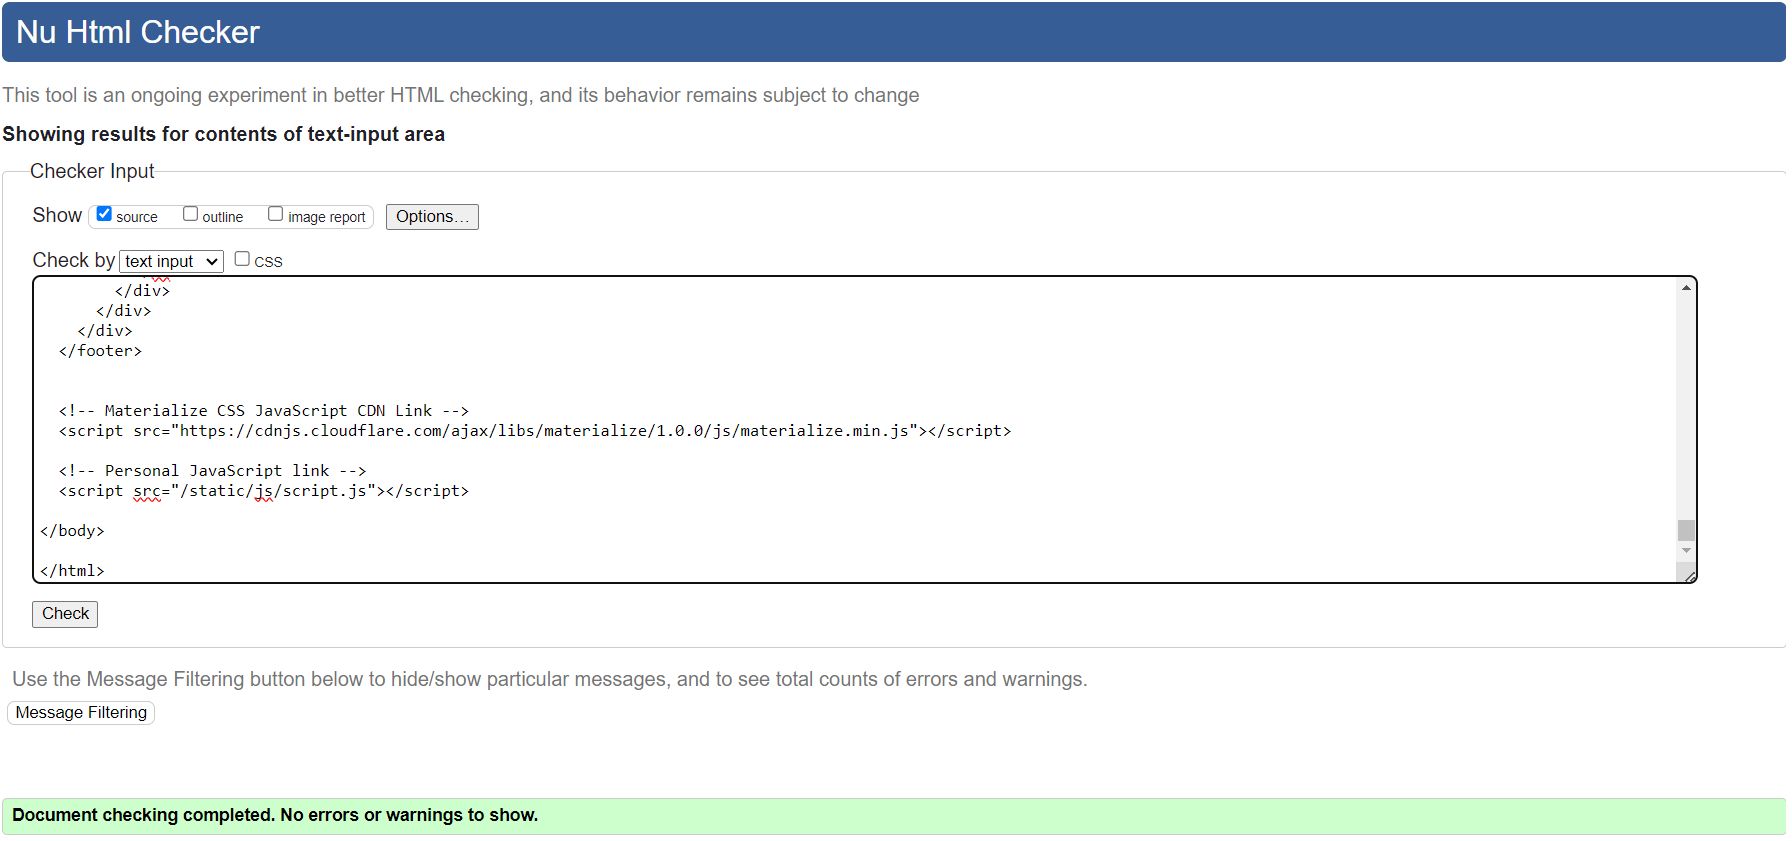 Nu Html Checker
This tool is an ongoing experiment in better HTML checking, and its behavior remains subject to change
Showing results for contents of text-input area
Checker Input
Show source outline image report Options...
Check by text input CSS
</div>
</div>
</div>
</footer>
<!-- Materialize CSS JavaScript CDN Link -->
<script src="https://cdnjs.cloudflare.com/ajax/libs/materialize/1.0.0/js/materialize.min.js"></script>
<!-- Personal JavaScript link -->
<script src="/static/js/script.js"></script>
</body>
</html>
Check
Use the Message Filtering button below to hide/show particular messages, and to see total counts of errors and warnings.
Message Filtering
Document checking completed. No errors or warnings to show.